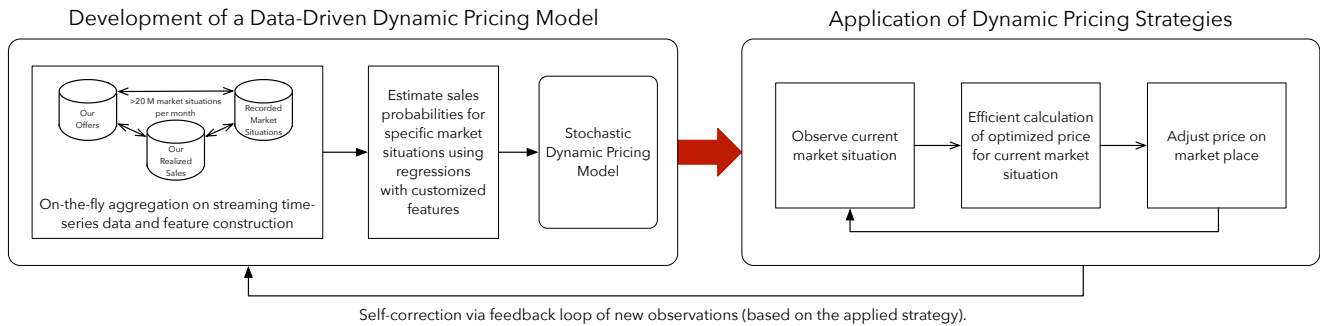 Development of a Data-Driven Dynamic Pricing Model
Our
Offers
>20 M market situations
per month
Recorded
Market
Situations
Our
Realized
Sales
On-the-fly aggregation on streaming time-
series data and feature construction
Estimate sales
probabilities for
specific market
situations using
regressions
with customized
features
Stochastic
Dynamic Pricing
Model
Application of Dynamic Pricing Strategies
Observe current
market situation
Efficient calculation
of optimized price
for current market
situation
Adjust price on
market place
Self-correction via feedback loop of new observations (based on the applied strategy).